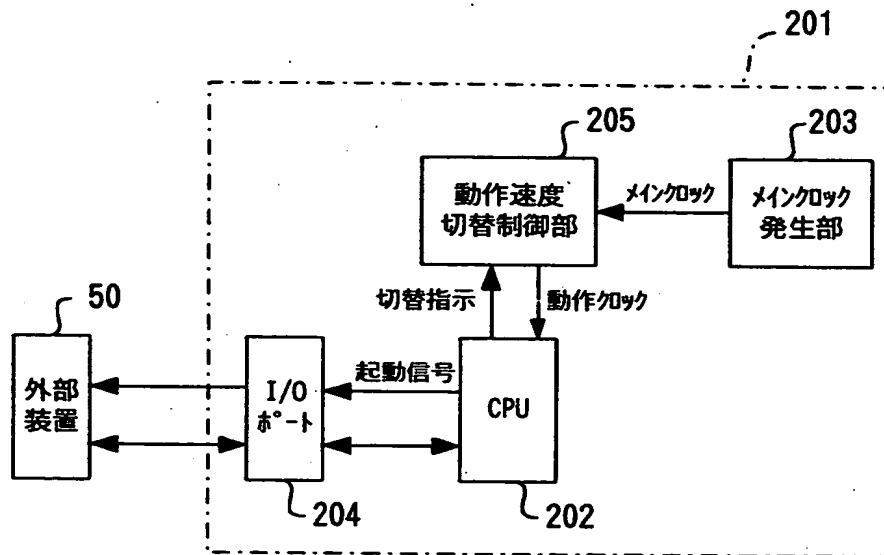 201
205
203
動作速度
切替制御部
メインクロック
メインクロック
発生部
切替指示
動作クロック
50
外部
装置
I/O
ポート
起動信号
CPU
204
202